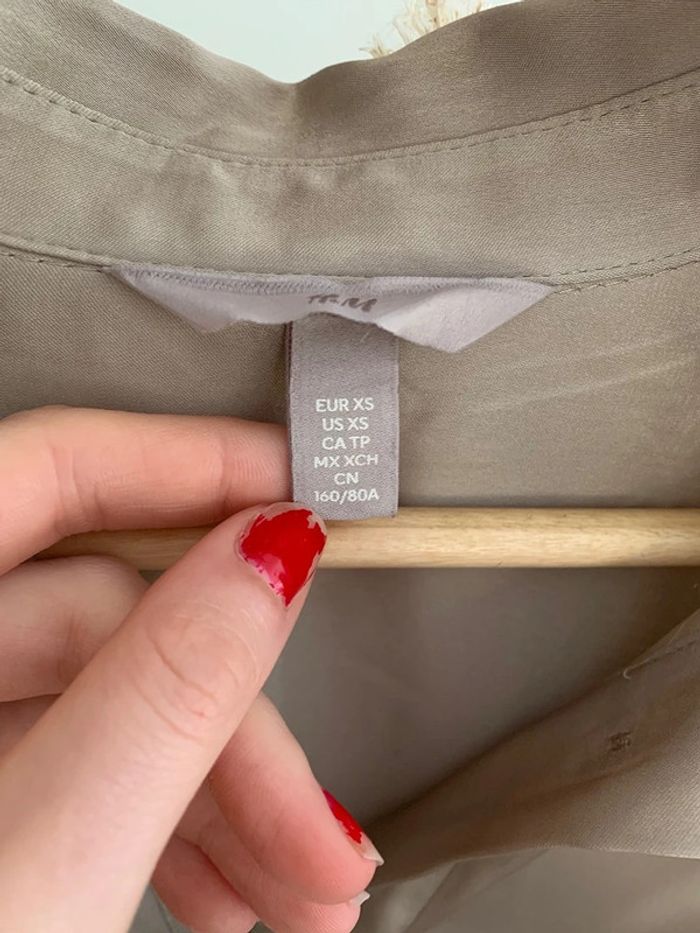 H&M
EUR XS
US XS
CA TP
MX XCH
CN
160/80A